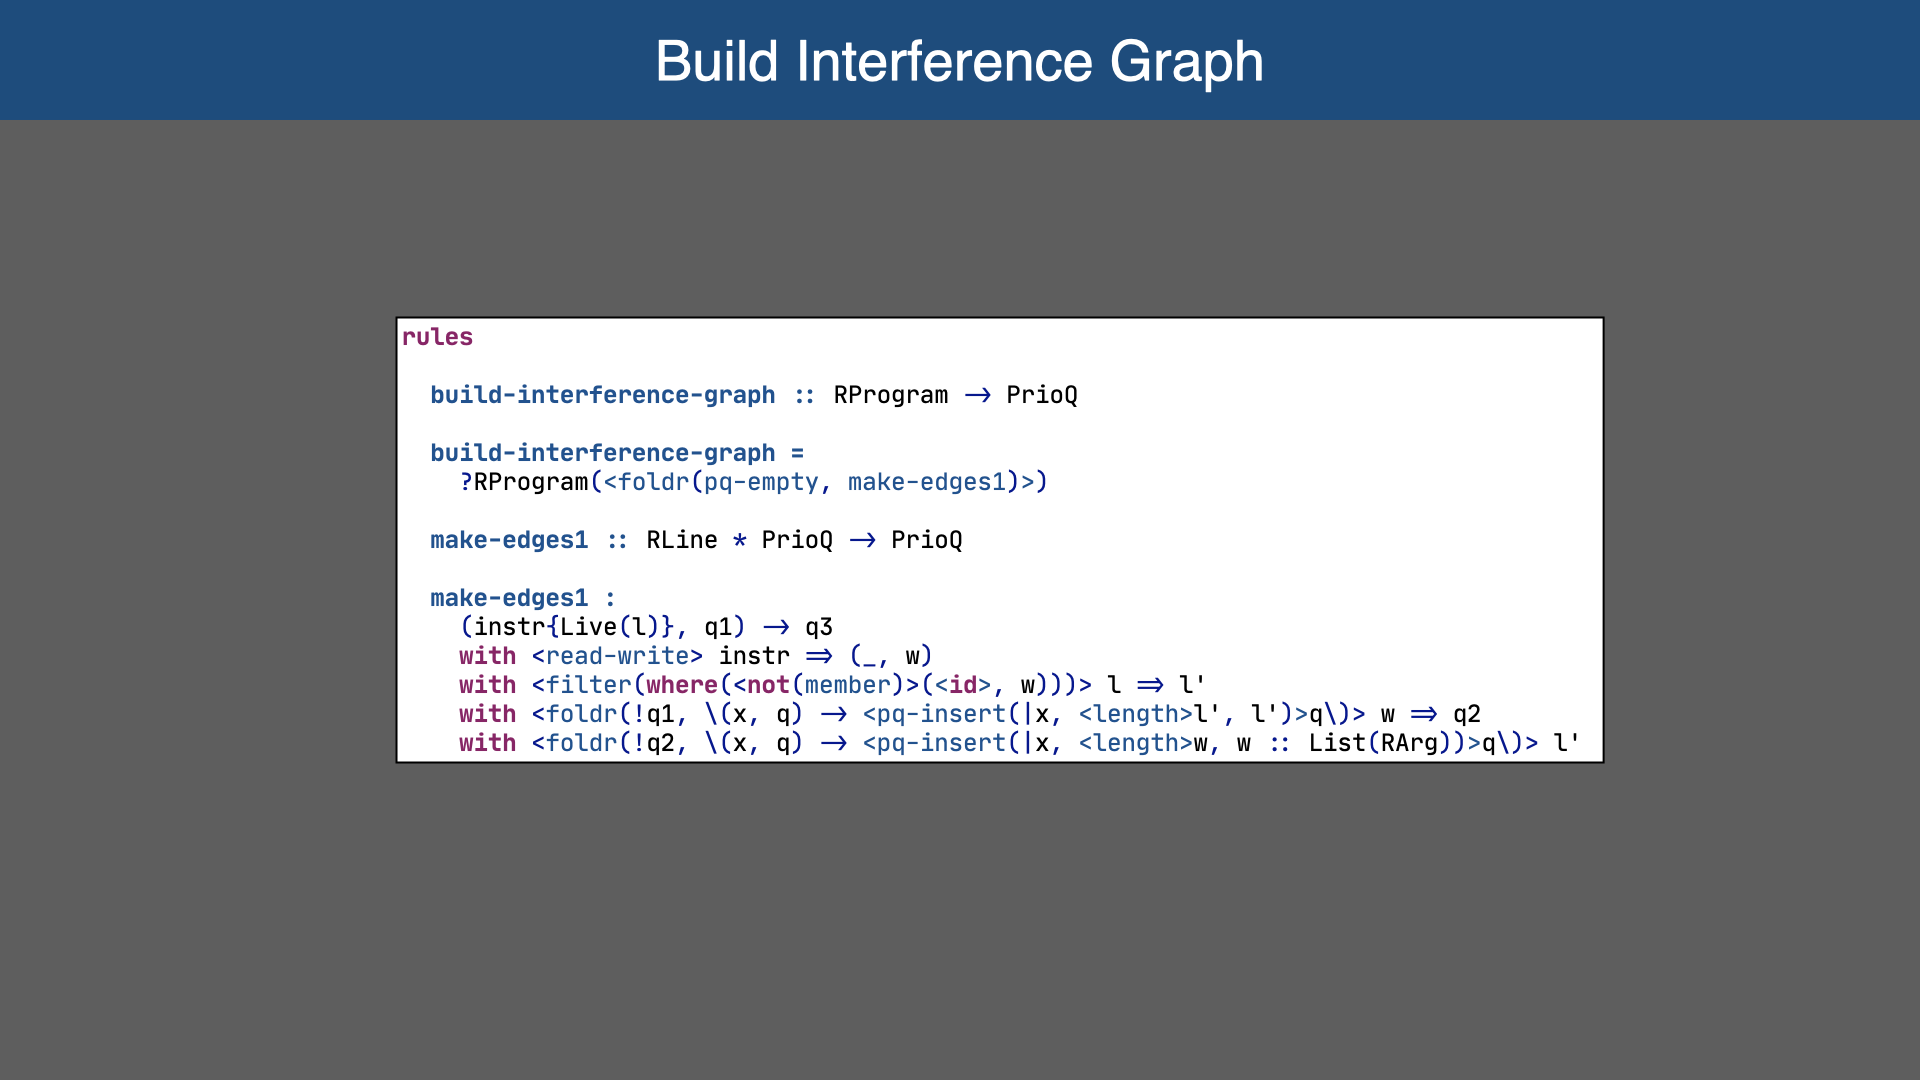 Build Interference Graph
rules
build-interference-graph :: RProgram → PrioQ
build-interference-graph =
?RProgram(<foldr(pq-empty, make-edges1)>)
make-edges1 :: RLine * PrioQ → PrioQ
make-edges1 :
(instr{Live(l)}, q1) → q3
with <read-write> instr ⇒ (_, w)
with <filter(where(<not(member)>(<id>, w)))> l ⇒ l'
with <foldr(!q1, \(x, q) → <pq-insert(|x, <length>l', l')>q\)> w ⇒ q2
with <foldr(!q2, \(x, q) → <pq-insert(|x, <length>w, w :: List(RArg))>q\)> l'